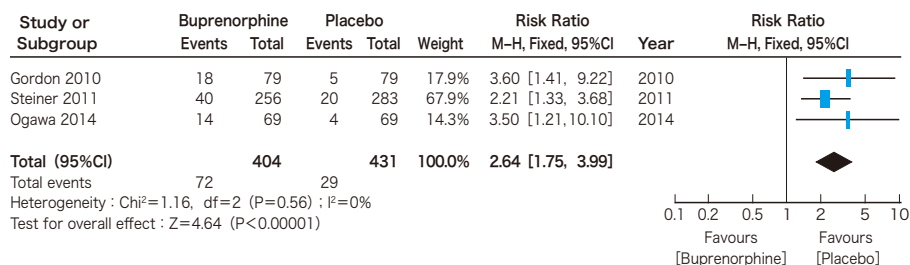 Study or Buprenorphine Placebo Risk Ratio Risk Ratio
Subgroup Events Total Events Total Weight M–H, Fixed, 95%CI Year M–H, Fixed, 95%CI
Gordon 2010 18 79 5 79 17.9% 3.60 [1.41, 9.22] 2010
Steiner 2011 40 256 20 283 67.9% 2.21 [1.33, 3.68] 2011
Ogawa 2014 14 69 4 69 14.3% 3.50 [1.21,10.10] 2014
Total (95%CI) 404 431 100.0% 2.64 [1.75, 3.99]
Total events 72 29
Heterogeneity : Chi²=1.16, df=2 (P=0.56) ; I²=0%
Test for overall effect : Z=4.64 (P<0.00001)
0.1 0.2 0.5 1 2 5 10
Favours Favours
[Buprenorphine] [Placebo]